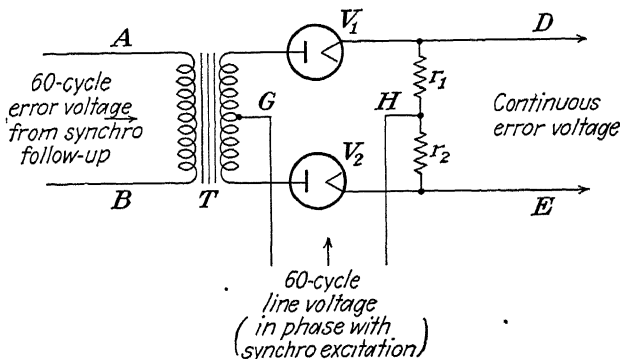 A
V1
D
60-cycle
error voltage
from synchro
follow-up
G
H
r1
Continuous
error voltage
V2
r2
B
T
E
60-cycle
line voltage
(in phase with
synchro excitation)